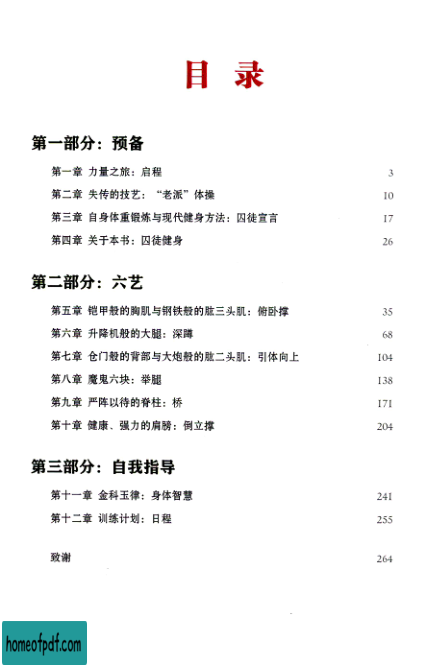 目录
第一部分：预备
第一章 力量之旅：启程 3
第二章 失传的技艺：“老派”体操 10
第三章 自身体重锻炼与现代健身方法：囚徒宣言 17
第四章 关于本书：囚徒健身 26
第二部分：六艺
第五章 铠甲般的胸肌与钢铁般的肱三头肌：俯卧撑 35
第六章 升降机般的大腿：深蹲 68
第七章 仓门般的背部与大炮般的肱二头肌：引体向上 104
第八章 魔鬼六块：举腿 138
第九章 严阵以待的脊柱：桥 171
第十章 健康、强力的肩膀：倒立撑 204
第三部分：自我指导
第十一章 金科玉律：身体智慧 241
第十二章 训练计划：日程 255
致谢 264
homeofpdf.com